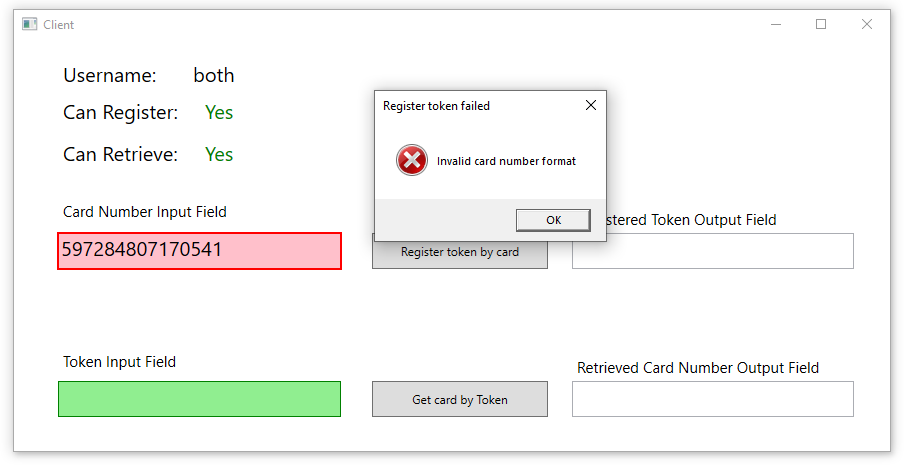 Client
Username: both
Can Register: Yes
Can Retrieve: Yes
Register token failed
Invalid card number format
OK
Card Number Input Field
stered Token Output Field
597284807170541
Register token by card
Token Input Field
Retrieved Card Number Output Field
Get card by Token